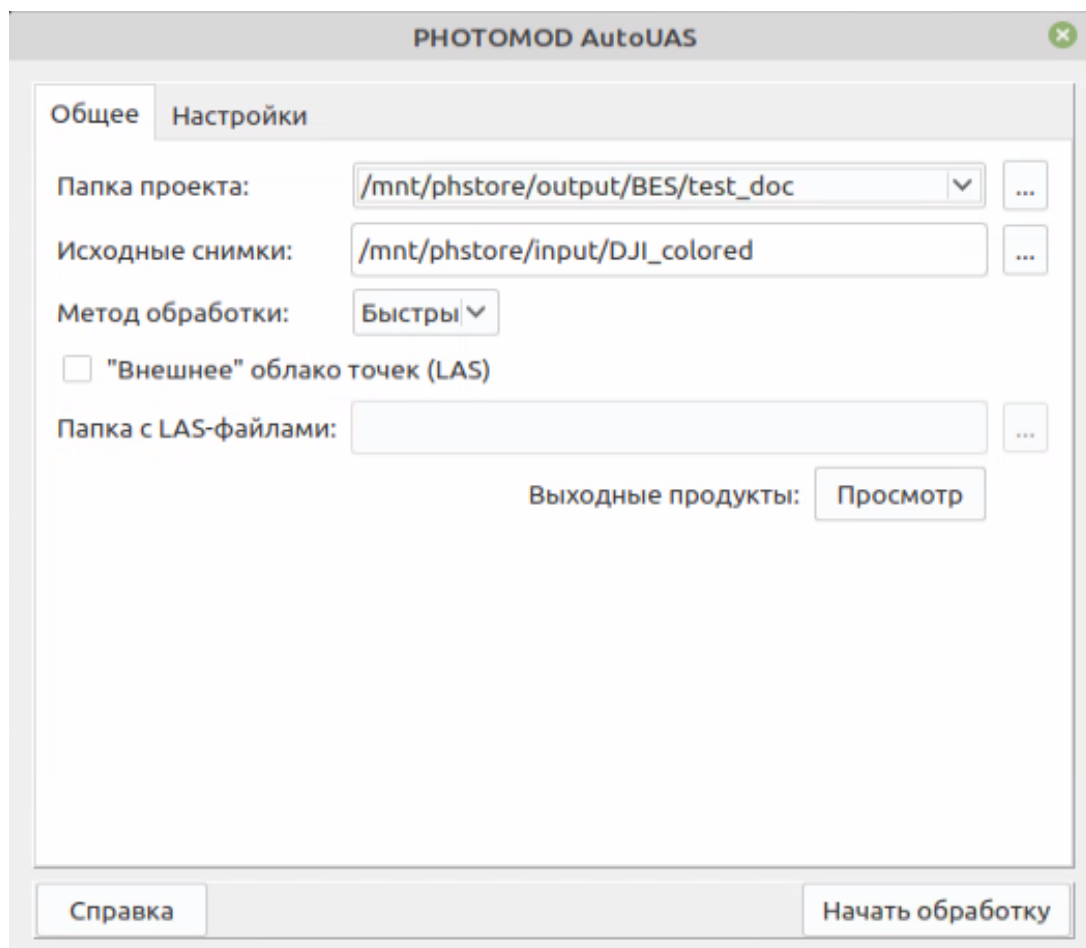 PHOTOMOD AutoUAS
Общее Настройки
Папка проекта: /mnt/phstore/output/BES/test_doc ...
Исходные снимки: /mnt/phstore/input/DJI_colored ...
Метод обработки: Быстры
"Внешнее" облако точек (LAS)
Папка с LAS-файлами: ...
Выходные продукты: Просмотр
Справка Начать обработку